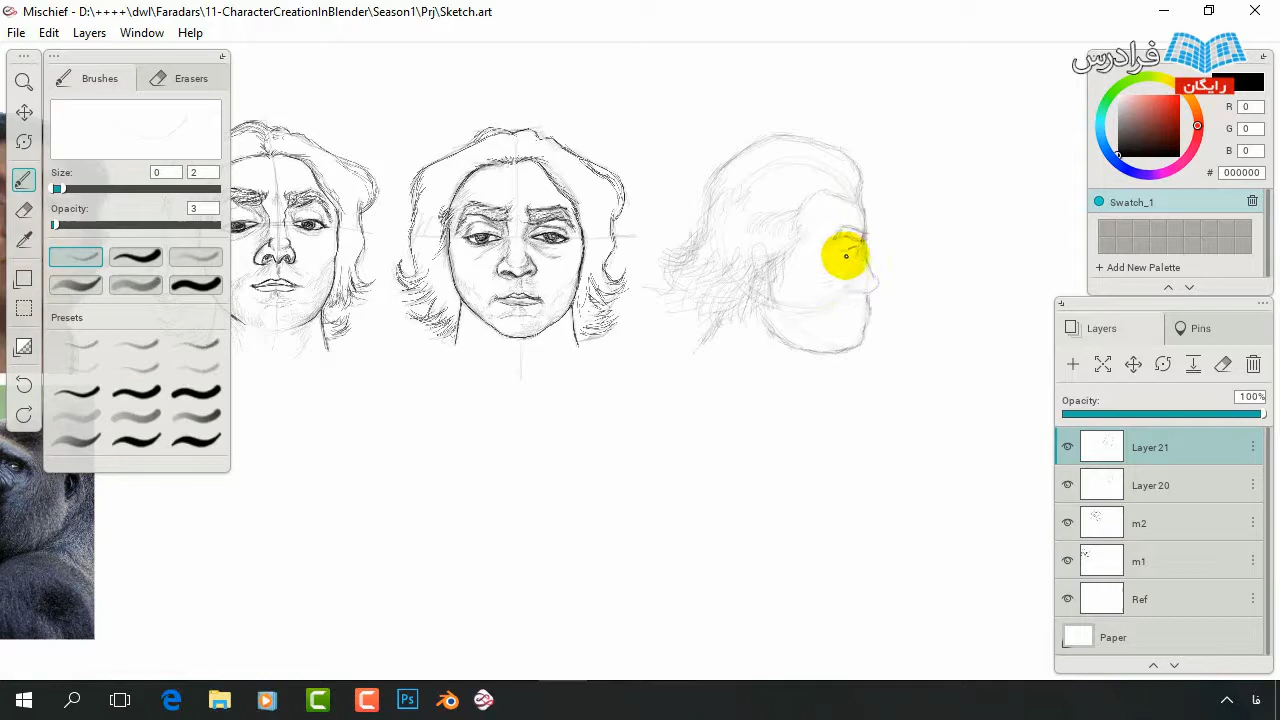 Mischief - D:\++++\dwl\Faradars\11-CharacterCreationInBlender\Season1\Prj\Sketch.art
File Edit Layers Window Help
فرادرس
رایگان
Brushes Erasers
Size: 0 2
Opacity: 3
Presets
R 0
G 0
B 0
# 000000
Swatch_1
+ Add New Palette
Layers Pins
Opacity: 100%
Layer 21
Layer 20
m2
m1
Ref
Paper
Ps
فا